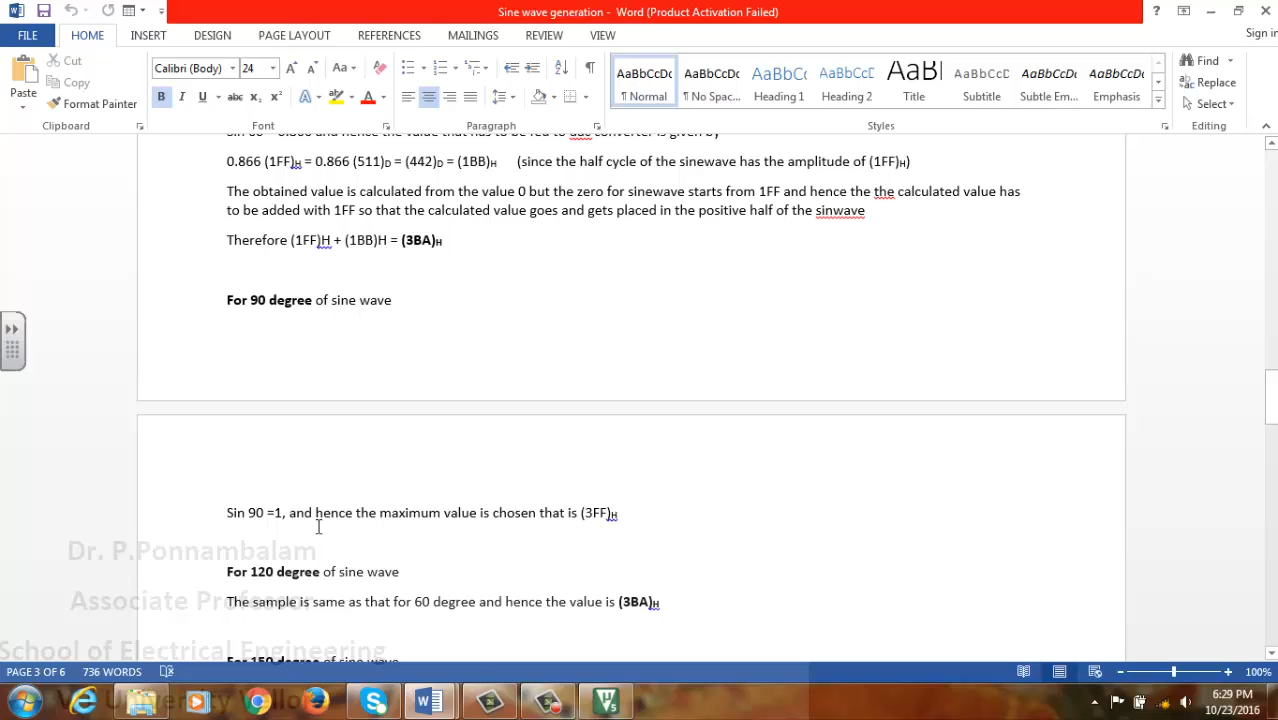 Sine wave generation - Word (Product Activation Failed)
FILE HOME INSERT DESIGN PAGE LAYOUT REFERENCES MAILINGS REVIEW VIEW Sign in
Cut
Copy
Format Painter
Paste
Calibri (Body) 24
AaBbCcDc AaBbCcDc AaBbCc AaBbCcD AaBl AaBbCcD AaBbCcDc AaBbCcDc
¶ Normal ¶ No Spac... Heading 1 Heading 2 Title Subtitle Subtle Em... Emphasis
Find
Replace
Select
Clipboard Font Paragraph Styles Editing
0.866 (1FF)H = 0.866 (511)D = (442)D = (1BB)H (since the half cycle of the sinewave has the amplitude of (1FF)H)
The obtained value is calculated from the value 0 but the zero for sinewave starts from 1FF and hence the the calculated value has
to be added with 1FF so that the calculated value goes and gets placed in the positive half of the sinwave
Therefore (1FF)H + (1BB)H = (3BA)H
For 90 degree of sine wave
Sin 90 =1, and hence the maximum value is chosen that is (3FF)H
Dr. P.Ponnambalam
For 120 degree of sine wave
Associate Professor
The sample is same as that for 60 degree and hence the value is (3BA)H
School of Electrical Engineering
For 150 degree of sine wave
PAGE 3 OF 6 736 WORDS 100%
University Vellore
6:29 PM
10/23/2016